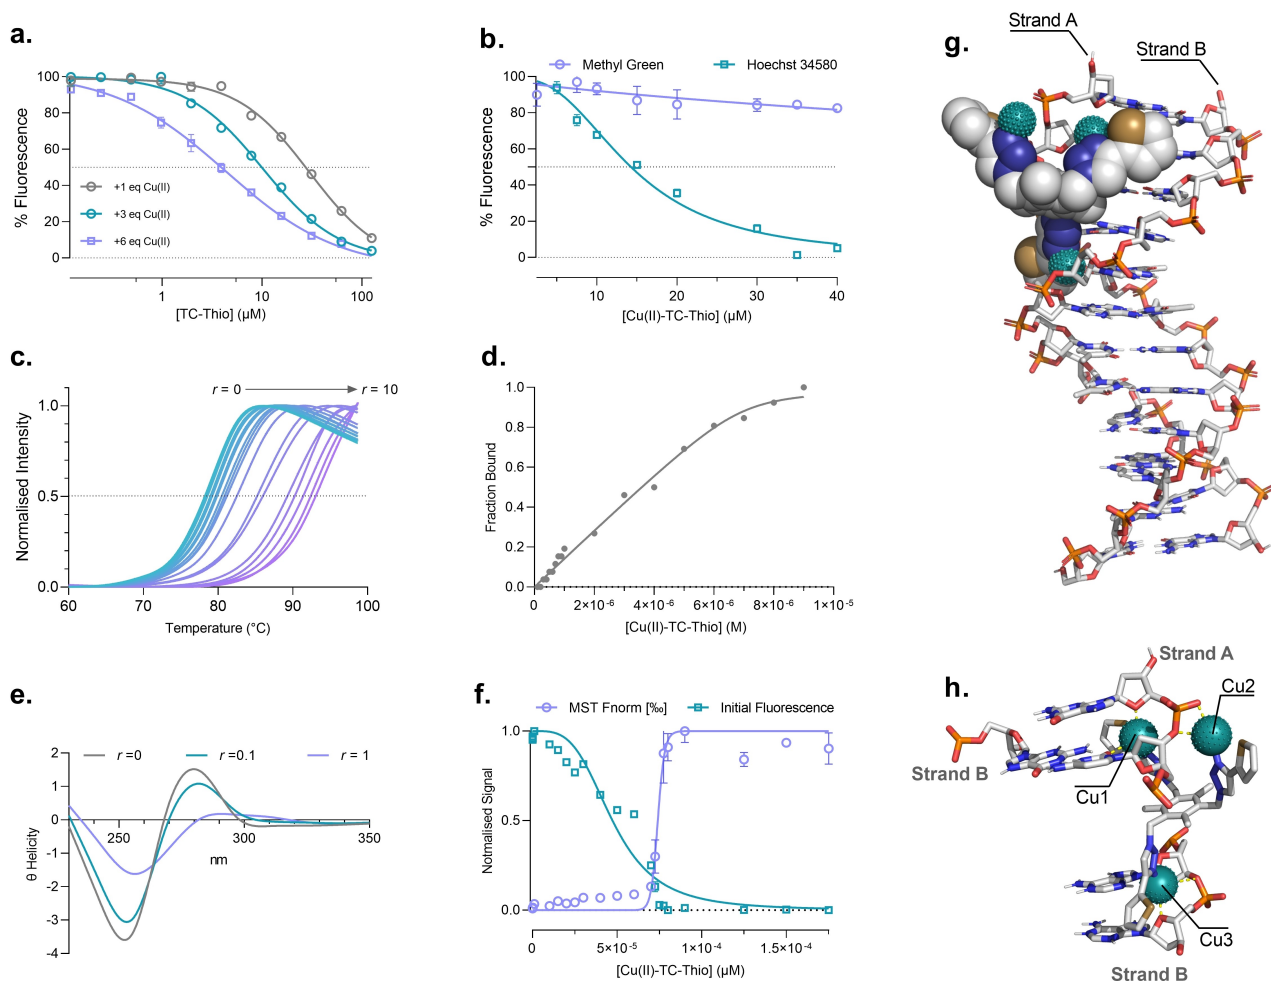 a.
100
80
60
40
20
0
% Fluorescence
+1 eq Cu(II)
+3 eq Cu(II)
+6 eq Cu(II)
1
10
100
[TC-Thio] (µM)
b.
Methyl Green
Hoechst 34580
100
80
60
40
20
0
% Fluorescence
10
20
30
40
[Cu(II)-TC-Thio] (µM)
c.
r = 0
r = 10
1.0
0.5
0.0
Normalised Intensity
60
70
80
90
100
Temperature (°C)
d.
1.0
0.8
0.6
0.4
0.2
0.0
Fraction Bound
0
2×10⁻⁶
4×10⁻⁶
6×10⁻⁶
8×10⁻⁶
1×10⁻⁵
[Cu(II)-TC-Thio] (M)
e.
r =0
r =0.1
r = 1
2
1
0
-1
-2
-3
-4
θ Helicity
250
300
350
nm
f.
MST Fnorm [‰]
Initial Fluorescence
1.0
0.5
0.0
Notmalised Signal
0
5×10⁻⁵
1×10⁻⁴
1.5×10⁻⁴
[Cu(II)-TC-Thio] (µM)
g.
Strand A
Strand B
h.
Strand A
Cu2
Strand B
Cu1
Cu3
Strand B